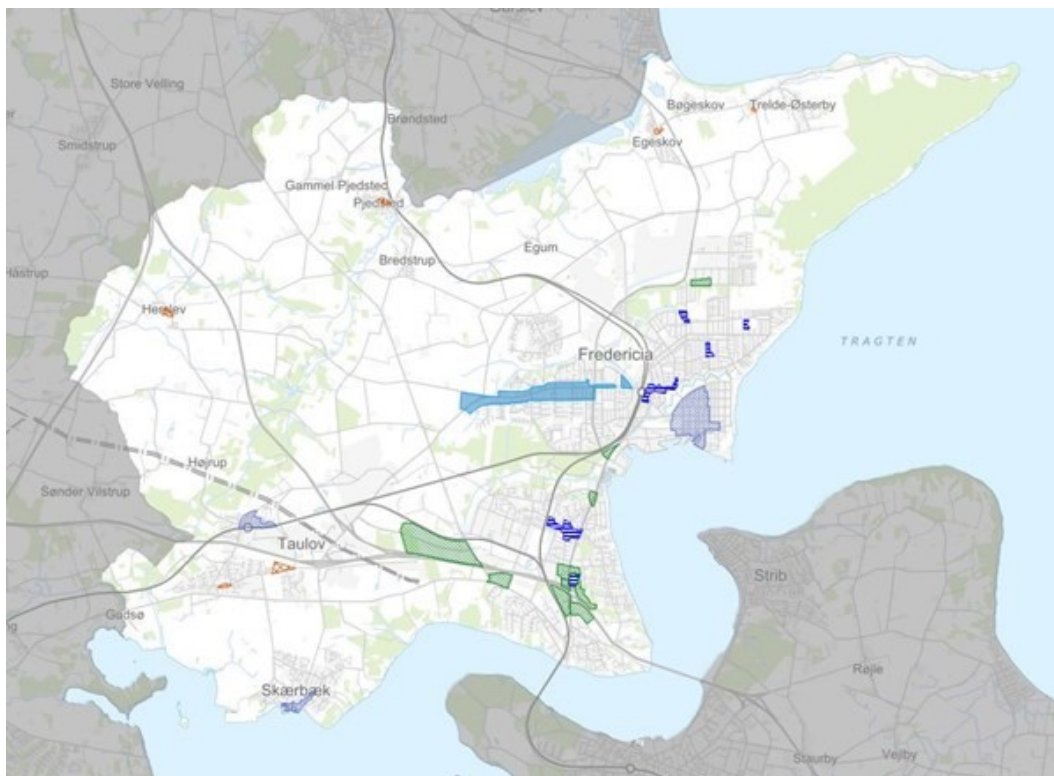 Store Velling
Smidstrup
Brøndsted
Bøgeskov
Trelde-Østerby
Egeskov
Gammel Pjedsted
Pjedsted
Egum
Bredstrup
Håstrup
Herslev
TRAGTEN
Fredericia
Højrup
Sønder Vilstrup
Taulov
Strib
Gudsø
Røjle
Skærbæk
Staurby
Vejlby